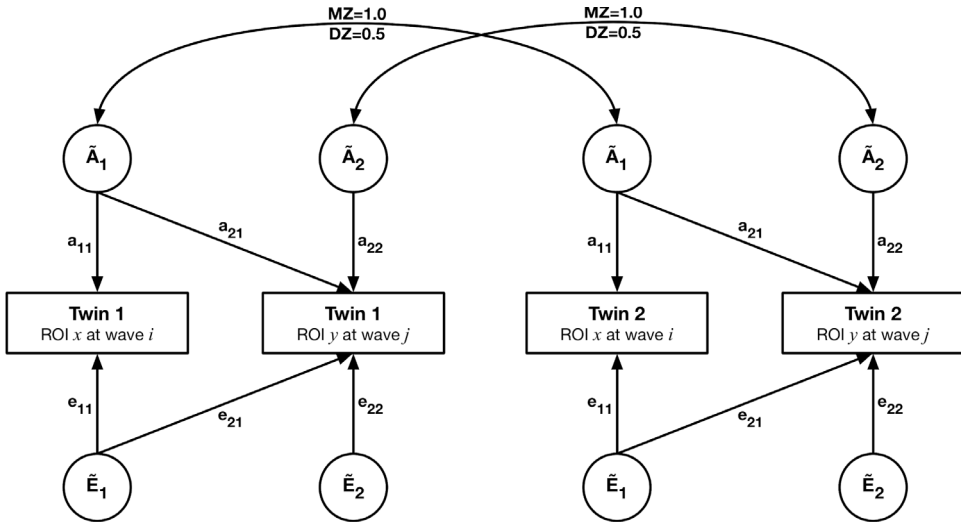 MZ=1.0 MZ=1.0
DZ=0.5 DZ=0.5
Ã₁ Ã₂ Ã₁ Ã₂
a₁₁ a₂₁ a₂₂ a₁₁ a₂₁ a₂₂
Twin 1 Twin 1 Twin 2 Twin 2
ROI x at wave i ROI y at wave j ROI x at wave i ROI y at wave j
e₁₁ e₂₁ e₂₂ e₁₁ e₂₁ e₂₂
Ẽ₁ Ẽ₂ Ẽ₁ Ẽ₂